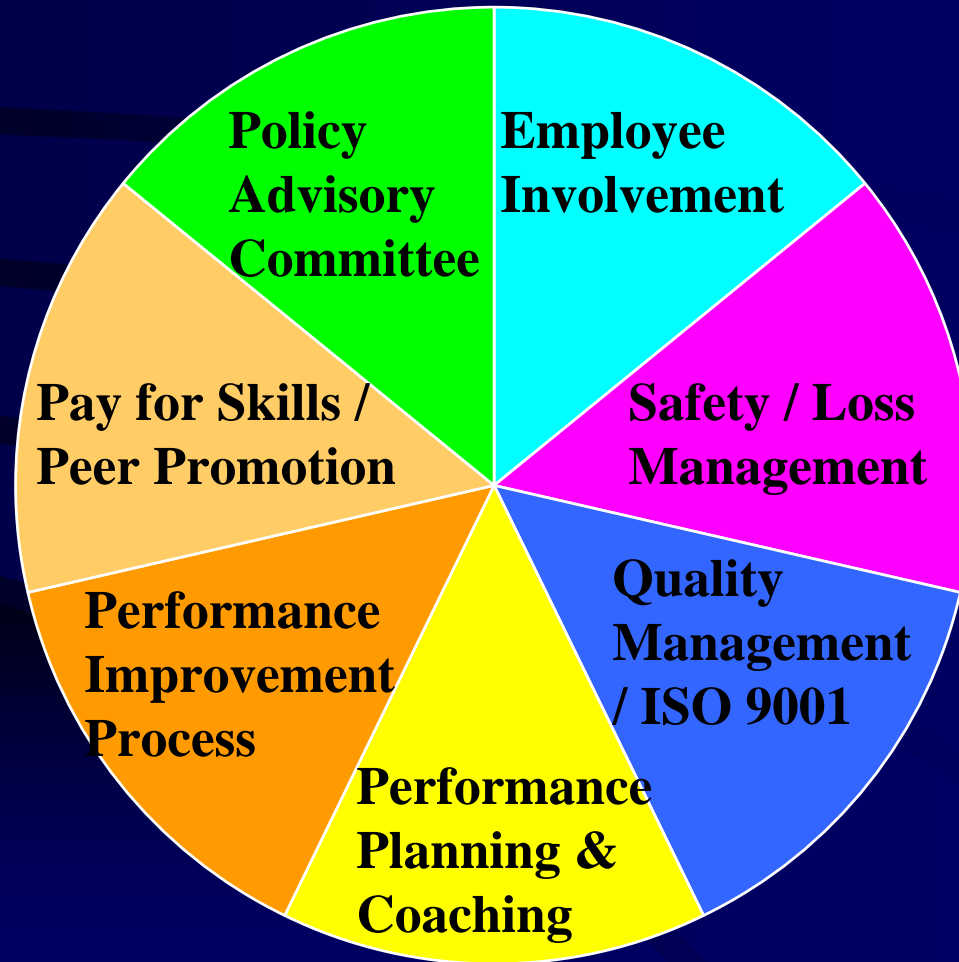 Policy
Advisory
Committee
Employee
Involvement
Pay for Skills /
Peer Promotion
Safety / Loss
Management
Quality
Management
/ ISO 9001
Performance
Improvement
Process
Performance
Planning &
Coaching